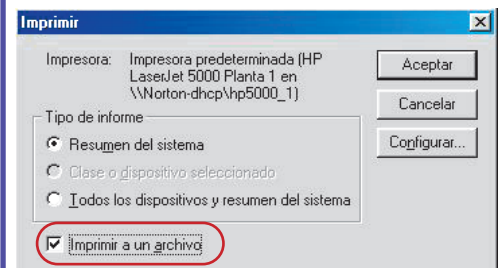 Imprimir
Impresora: Impresora predeterminada (HP
LaserJet 5000 Planta 1 en
\\Norton-dhcp\hp5000_1)
Aceptar
Cancelar
Configurar...
Tipo de informe
Resumen del sistema
Clase o dispositivo seleccionado
Todos los dispositivos y resumen del sistema
Imprimir a un archivo